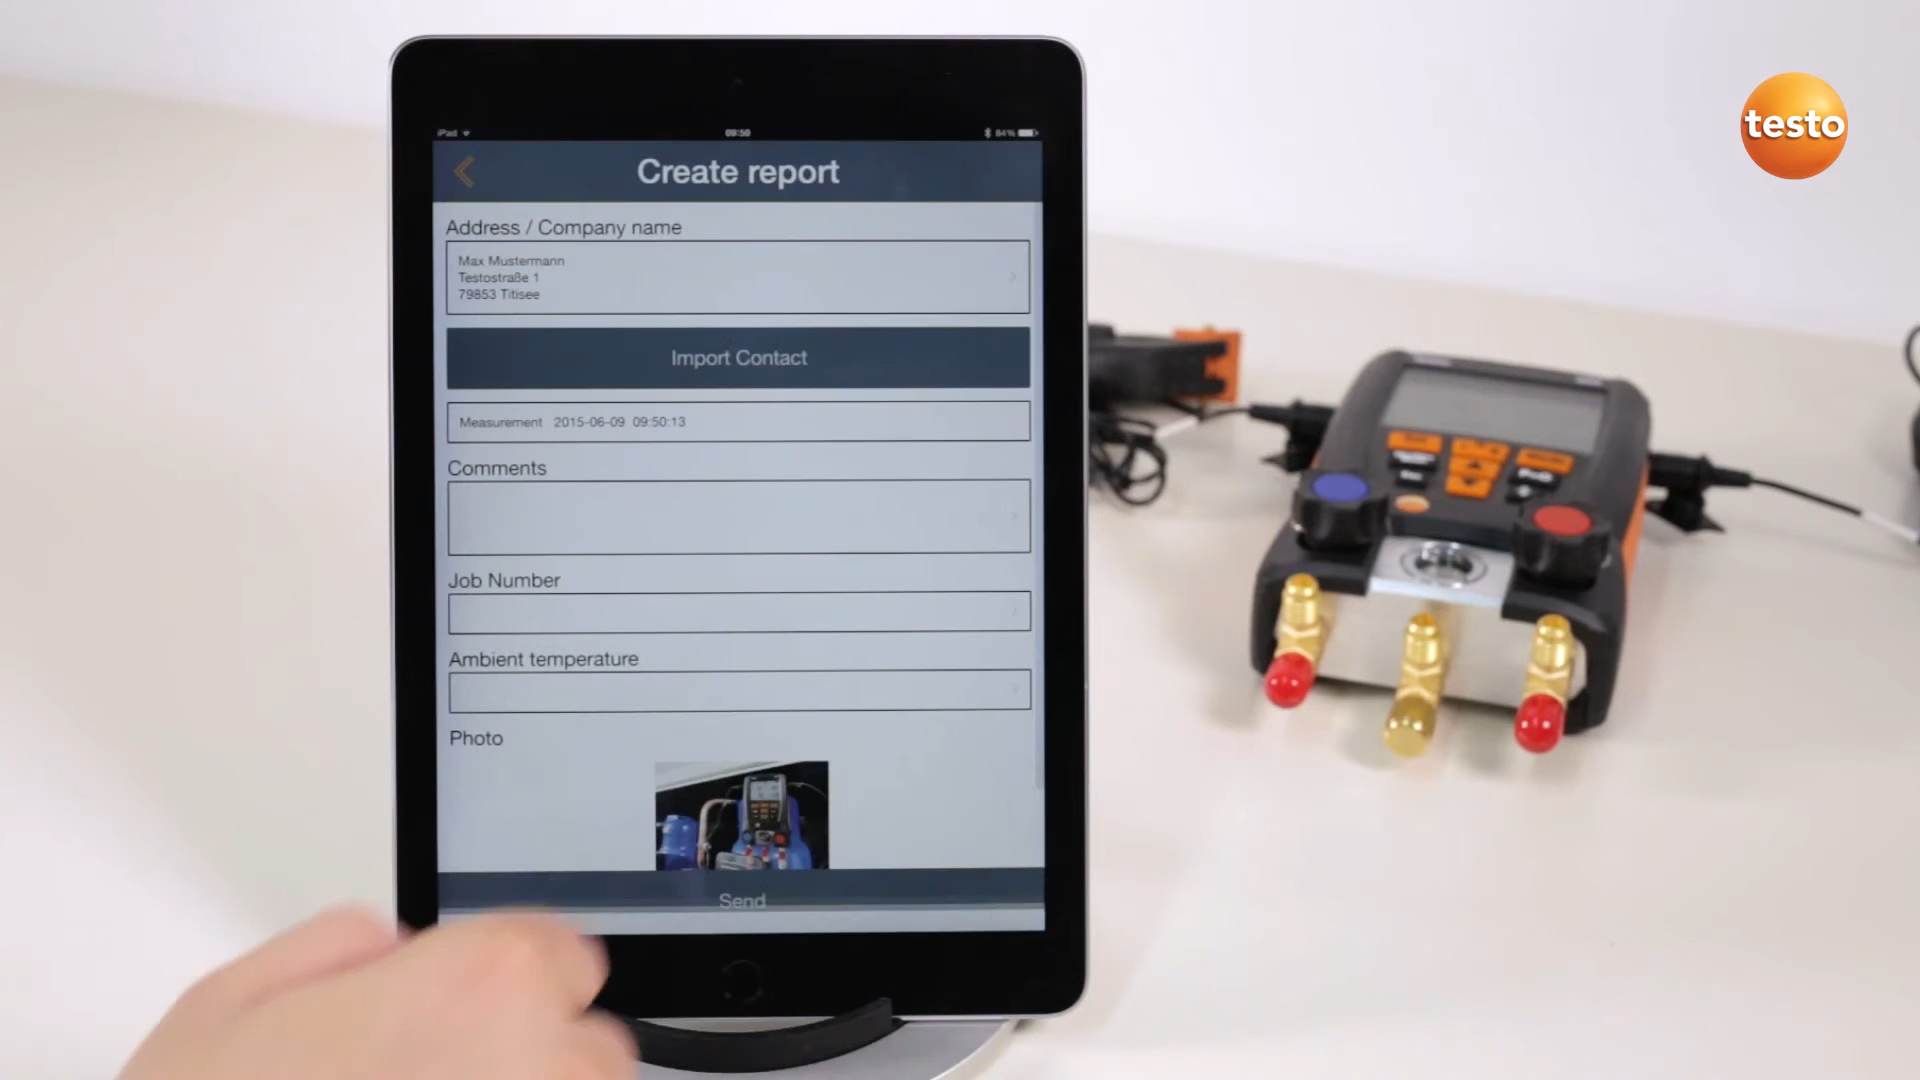 iPad
09:50
84%
testo
Create report
Address / Company name
Max Mustermann
Testostraße 1
79853 Titisee
Import Contact
Measurement 2015-06-09 09:50:13
Comments
Job Number
Ambient temperature
Photo
Send